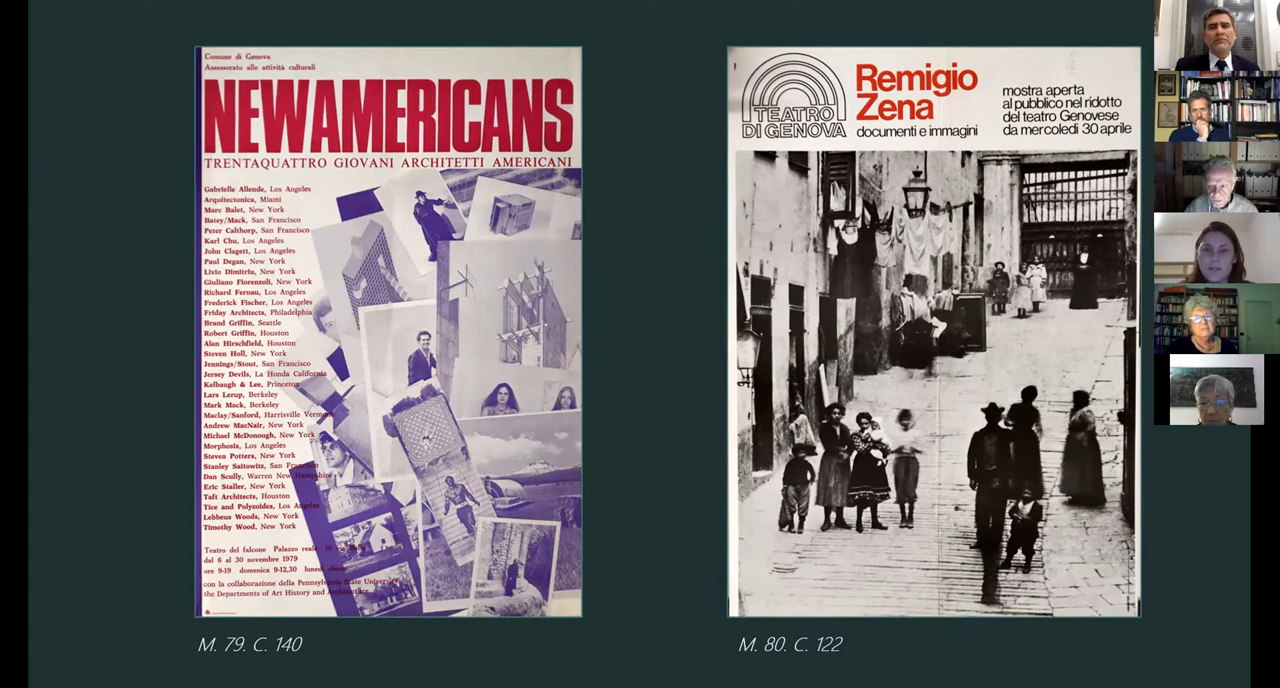 Comune di Genova
Assessorato alle attività culturali
NEWAMERICANS
TRENTAQUATTRO GIOVANI ARCHITETTI AMERICANI
Gabrielle Allende, Los Angeles
Arquitectonica, Miami
Marc Balet, New York
Batey/Mack, San Francisco
Peter Calthorp, San Francisco
Karl Chu, Los Angeles
John Clagett, Los Angeles
Paul Degan, New York
Livio Dimitriu, New York
Giuliano Fiorenzoli, New York
Richard Fernau, Los Angeles
Frederick Fischer, Los Angeles
Friday Architects, Philadelphia
Brand Griffin, Seattle
Robert Griffin, Houston
Alan Hirschfield, Houston
Steven Holl, New York
Jennings/Stout, San Francisco
Jersey Devils, La Honda California
Kelbaugh & Lee, Princeton
Lars Lerup, Berkeley
Mark Mack, Berkeley
Maclay/Sanford, Harrisville Vermont
Andrew MacNair, New York
Michael McDonough, New York
Morphosis, Los Angeles
Steven Potters, New York
Stanley Saitowitz, San Francisco
Dan Scully, Warren New Hampshire
Eric Staller, New York
Taft Architects, Houston
Tice and Polyzoides, Los Angeles
Lebbeus Woods, New York
Timothy Wood, New York
Teatro del falcone Palazzo reale 10 via Balbi
dal 6 al 30 novembre 1979
ore 9-19 domenica 9-12,30 lunedì chiuso
con la collaborazione della Pennsylvania State University
the Departments of Art History and Architecture
M. 79. C. 140
TEATRO
DI GENOVA
Remigio
Zena
documenti e immagini
mostra aperta
al pubblico nel ridotto
del teatro Genovese
da mercoledì 30 aprile
M. 80. C. 122